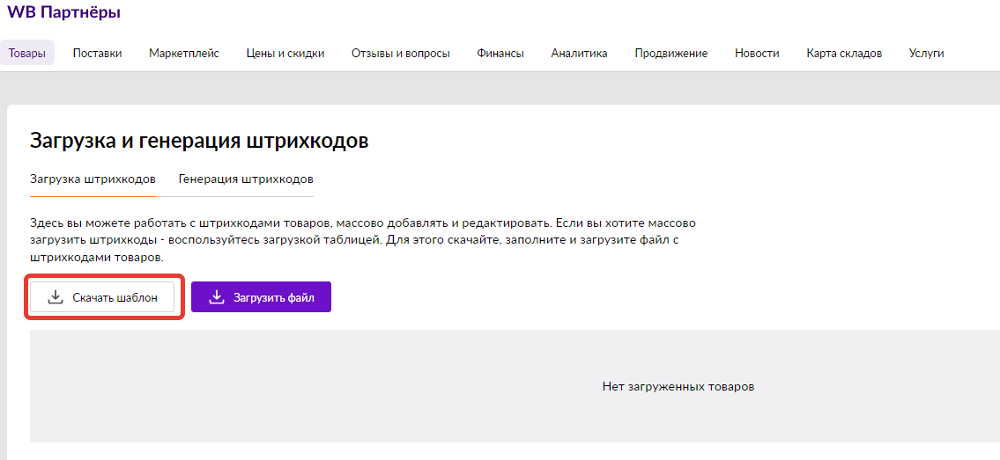 WB Партнёры
Товары Поставки Маркетплейс Цены и скидки Отзывы и вопросы Финансы Аналитика Продвижение Новости Карта складов Услуги
Загрузка и генерация штрихкодов
Загрузка штрихкодов Генерация штрихкодов
Здесь вы можете работать с штрихкодами товаров, массово добавлять и редактировать. Если вы хотите массово
загрузить штрихкоды - воспользуйтесь загрузкой таблицей. Для этого скачайте, заполните и загрузите файл с
штрихкодами товаров.
Скачать шаблон Загрузить файл
Нет загруженных товаров